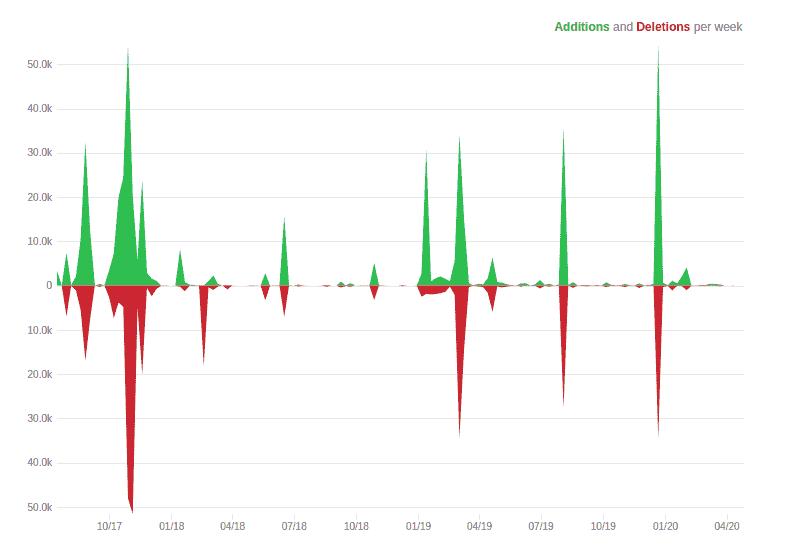 Additions and Deletions per week
50.0k
40.0k
30.0k
20.0k
10.0k
0
10.0k
20.0k
30.0k
40.0k
50.0k
10/17 01/18 04/18 07/18 10/18 01/19 04/19 07/19 10/19 01/20 04/20